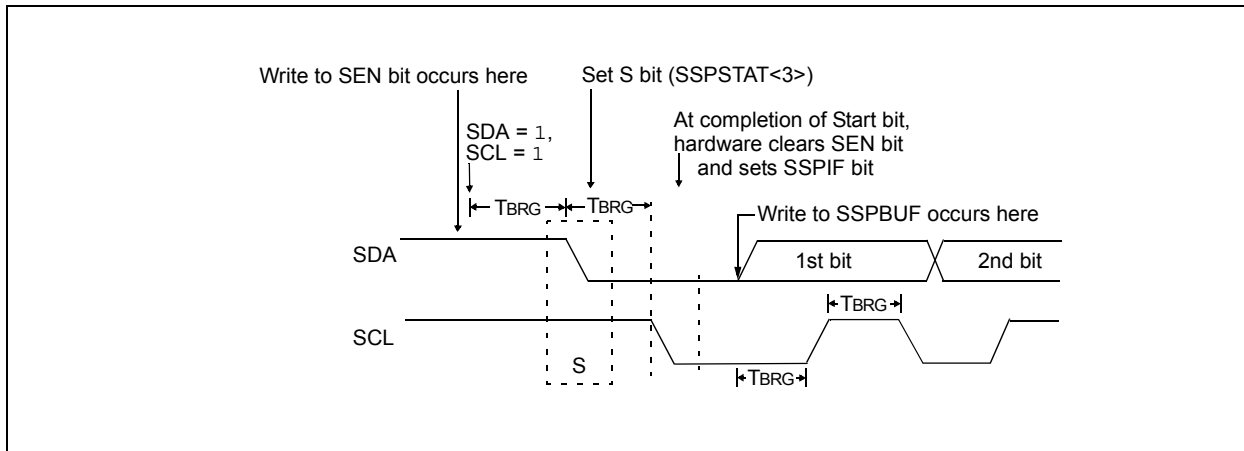 Write to SEN bit occurs here
Set S bit (SSPSTAT<3>)
SDA = 1,
SCL = 1
At completion of Start bit,
hardware clears SEN bit
and sets SSPIF bit
TBRG
TBRG
Write to SSPBUF occurs here
SDA
1st bit
2nd bit
TBRG
SCL
S
TBRG